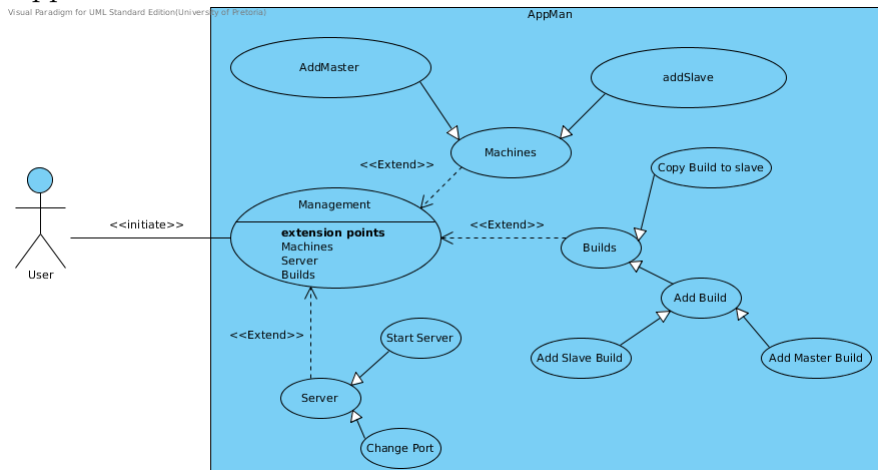 Visual Paradigm for UML Standard Edition(University of Pretoria)
AppMan
AddMaster
addSlave
Machines
<<Extend>>
Copy Build to slave
Management
extension points
Machines
Server
Builds
<<initiate>>
User
<<Extend>>
Builds
Add Build
<<Extend>>
Start Server
Add Slave Build
Add Master Build
Server
Change Port